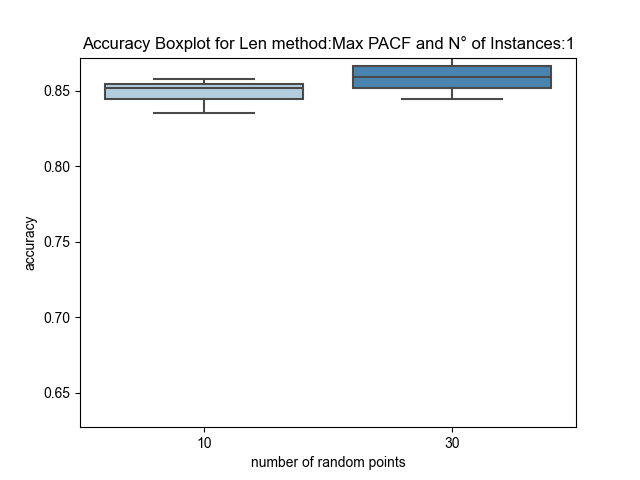 Accuracy Boxplot for Len method:Max PACF and N° of Instances:1
0.85
0.80
0.75
0.70
0.65
accuracy
10
30
number of random points